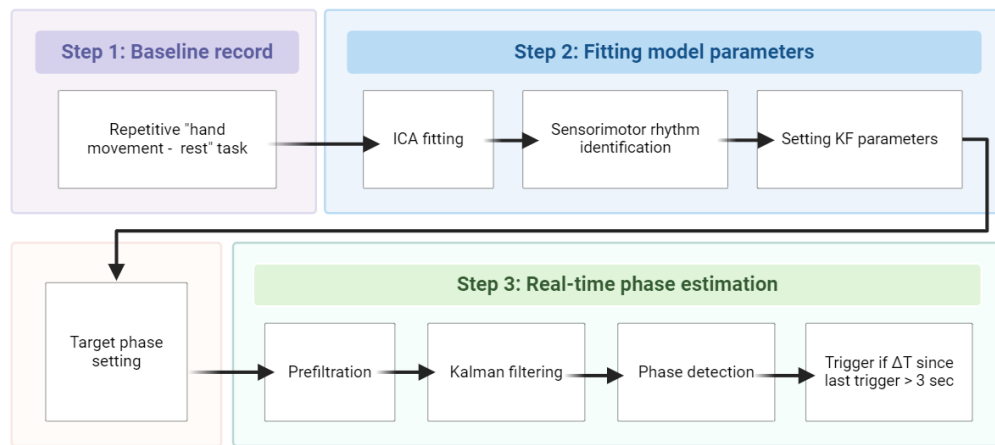 Step 1: Baseline record
Repetitive "hand
movement - rest" task
Step 2: Fitting model parameters
ICA fitting
Sensorimotor rhythm
identification
Setting KF parameters
Target phase
setting
Step 3: Real-time phase estimation
Prefiltration
Kalman filtering
Phase detection
Trigger if ΔT since
last trigger > 3 sec